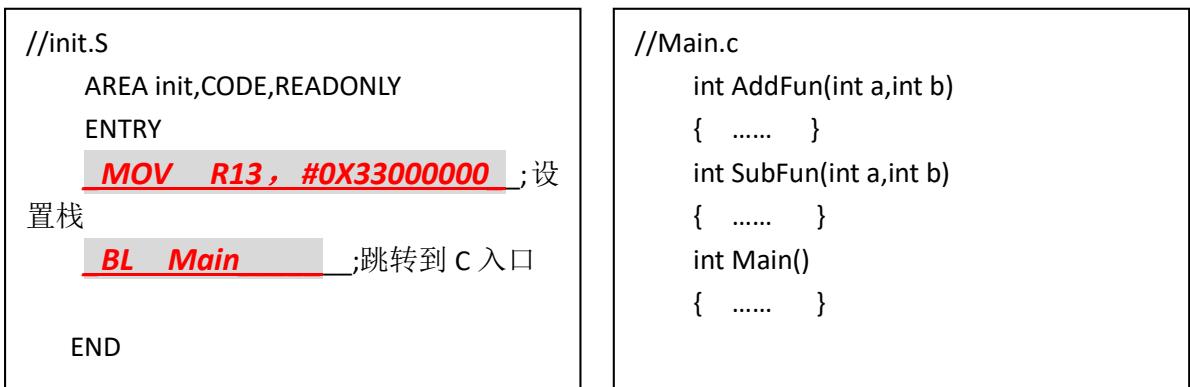 //init.S
AREA init,CODE,READONLY
ENTRY
MOV R13， #0X33000000 _;设
置栈
BL Main __;跳转到 C 入口
END
//Main.c
int AddFun(int a,int b)
{ …… }
int SubFun(int a,int b)
{ …… }
int Main()
{ …… }